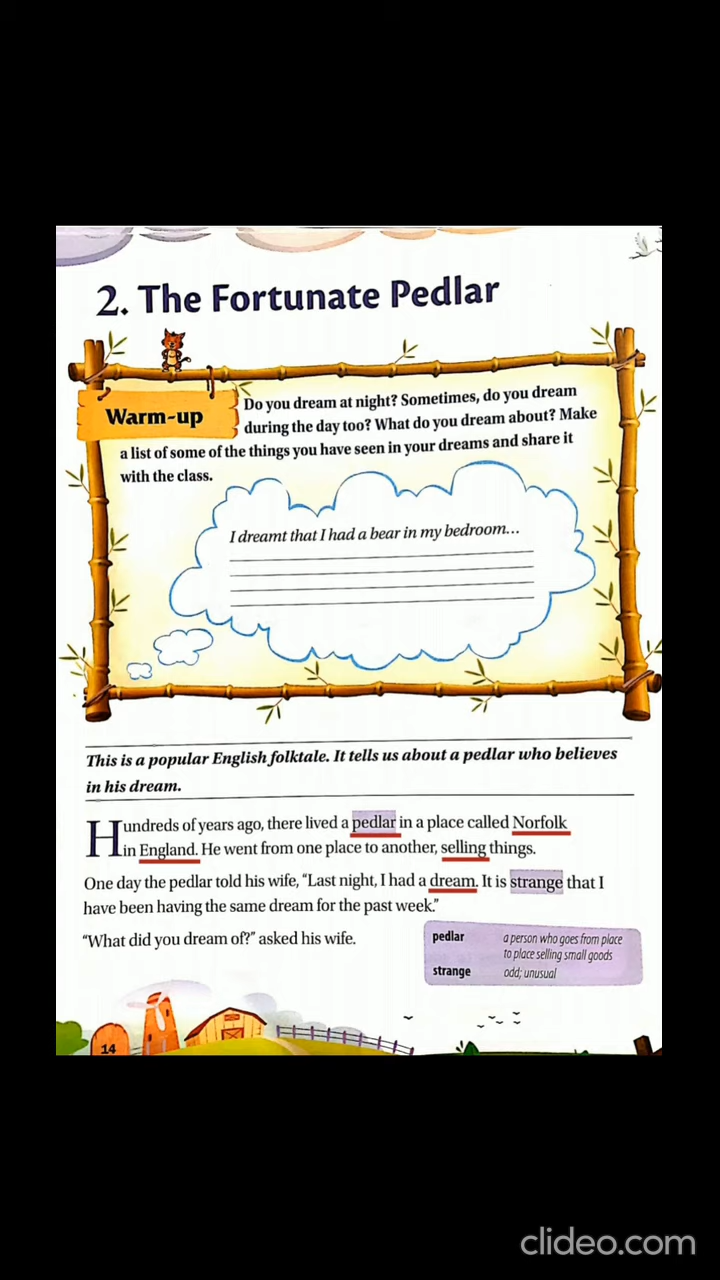 2. The Fortunate Pedlar
Warm-up
Do you dream at night? Sometimes, do you dream
during the day too? What do you dream about? Make
a list of some of the things you have seen in your dreams and share it
with the class.
I dreamt that I had a bear in my bedroom...
This is a popular English folktale. It tells us about a pedlar who believes
in his dream.
Hundreds of years ago, there lived a pedlar in a place called Norfolk
in England. He went from one place to another, selling things.
One day the pedlar told his wife, “Last night, I had a dream. It is strange that I
have been having the same dream for the past week.”
“What did you dream of?” asked his wife.
pedlar a person who goes from place
to place selling small goods
strange odd; unusual
14
clideo.com